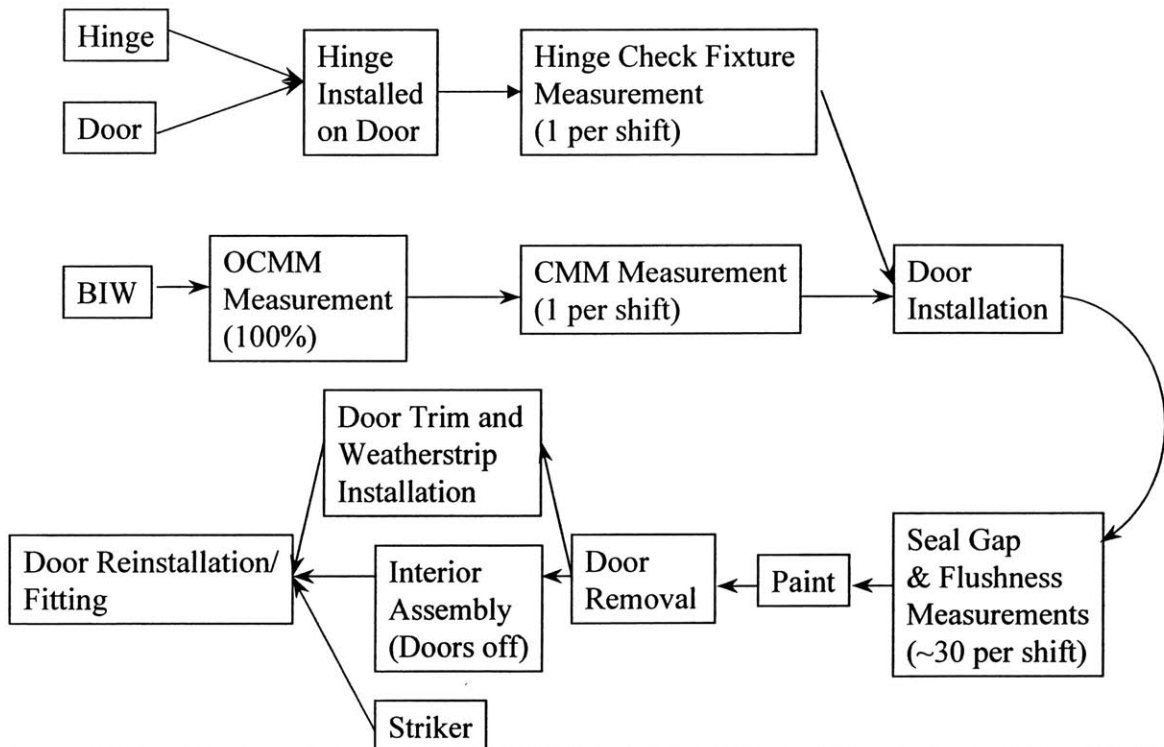 Hinge
Door
Hinge
Installed
on Door
Hinge Check Fixture
Measurement
(1 per shift)
BIW
OCMM
Measurement
(100%)
CMM Measurement
(1 per shift)
Door
Installation
Seal Gap
& Flushness
Measurements
(~30 per shift)
Paint
Door
Removal
Door Trim and
Weatherstrip
Installation
Interior
Assembly
(Doors off)
Striker
Door Reinstallation/
Fitting